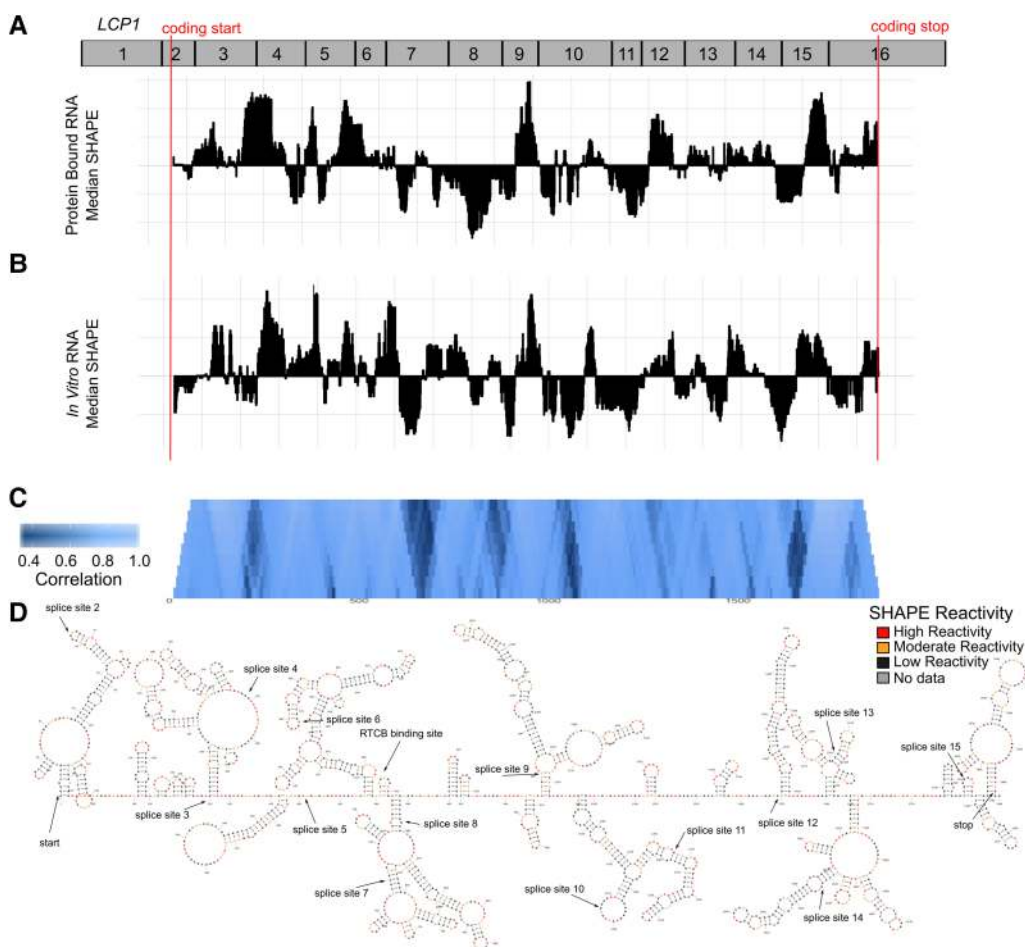 A
LCP1
coding start
coding stop
1 2 3 4 5 6 7 8 9 10 11 12 13 14 15 16
Protein Bound RNA
Median SHAPE
B
In Vitro RNA
Median SHAPE
C
0.4 0.6 0.8 1.0
Correlation
0 500 1000 1500
D
SHAPE Reactivity
High Reactivity
Moderate Reactivity
Low Reactivity
No data
splice site 2
splice site 4
splice site 6
RTCB binding site
splice site 9
splice site 13
splice site 15
start
splice site 3
splice site 5
splice site 8
splice site 7
splice site 10
splice site 11
splice site 12
splice site 14
stop